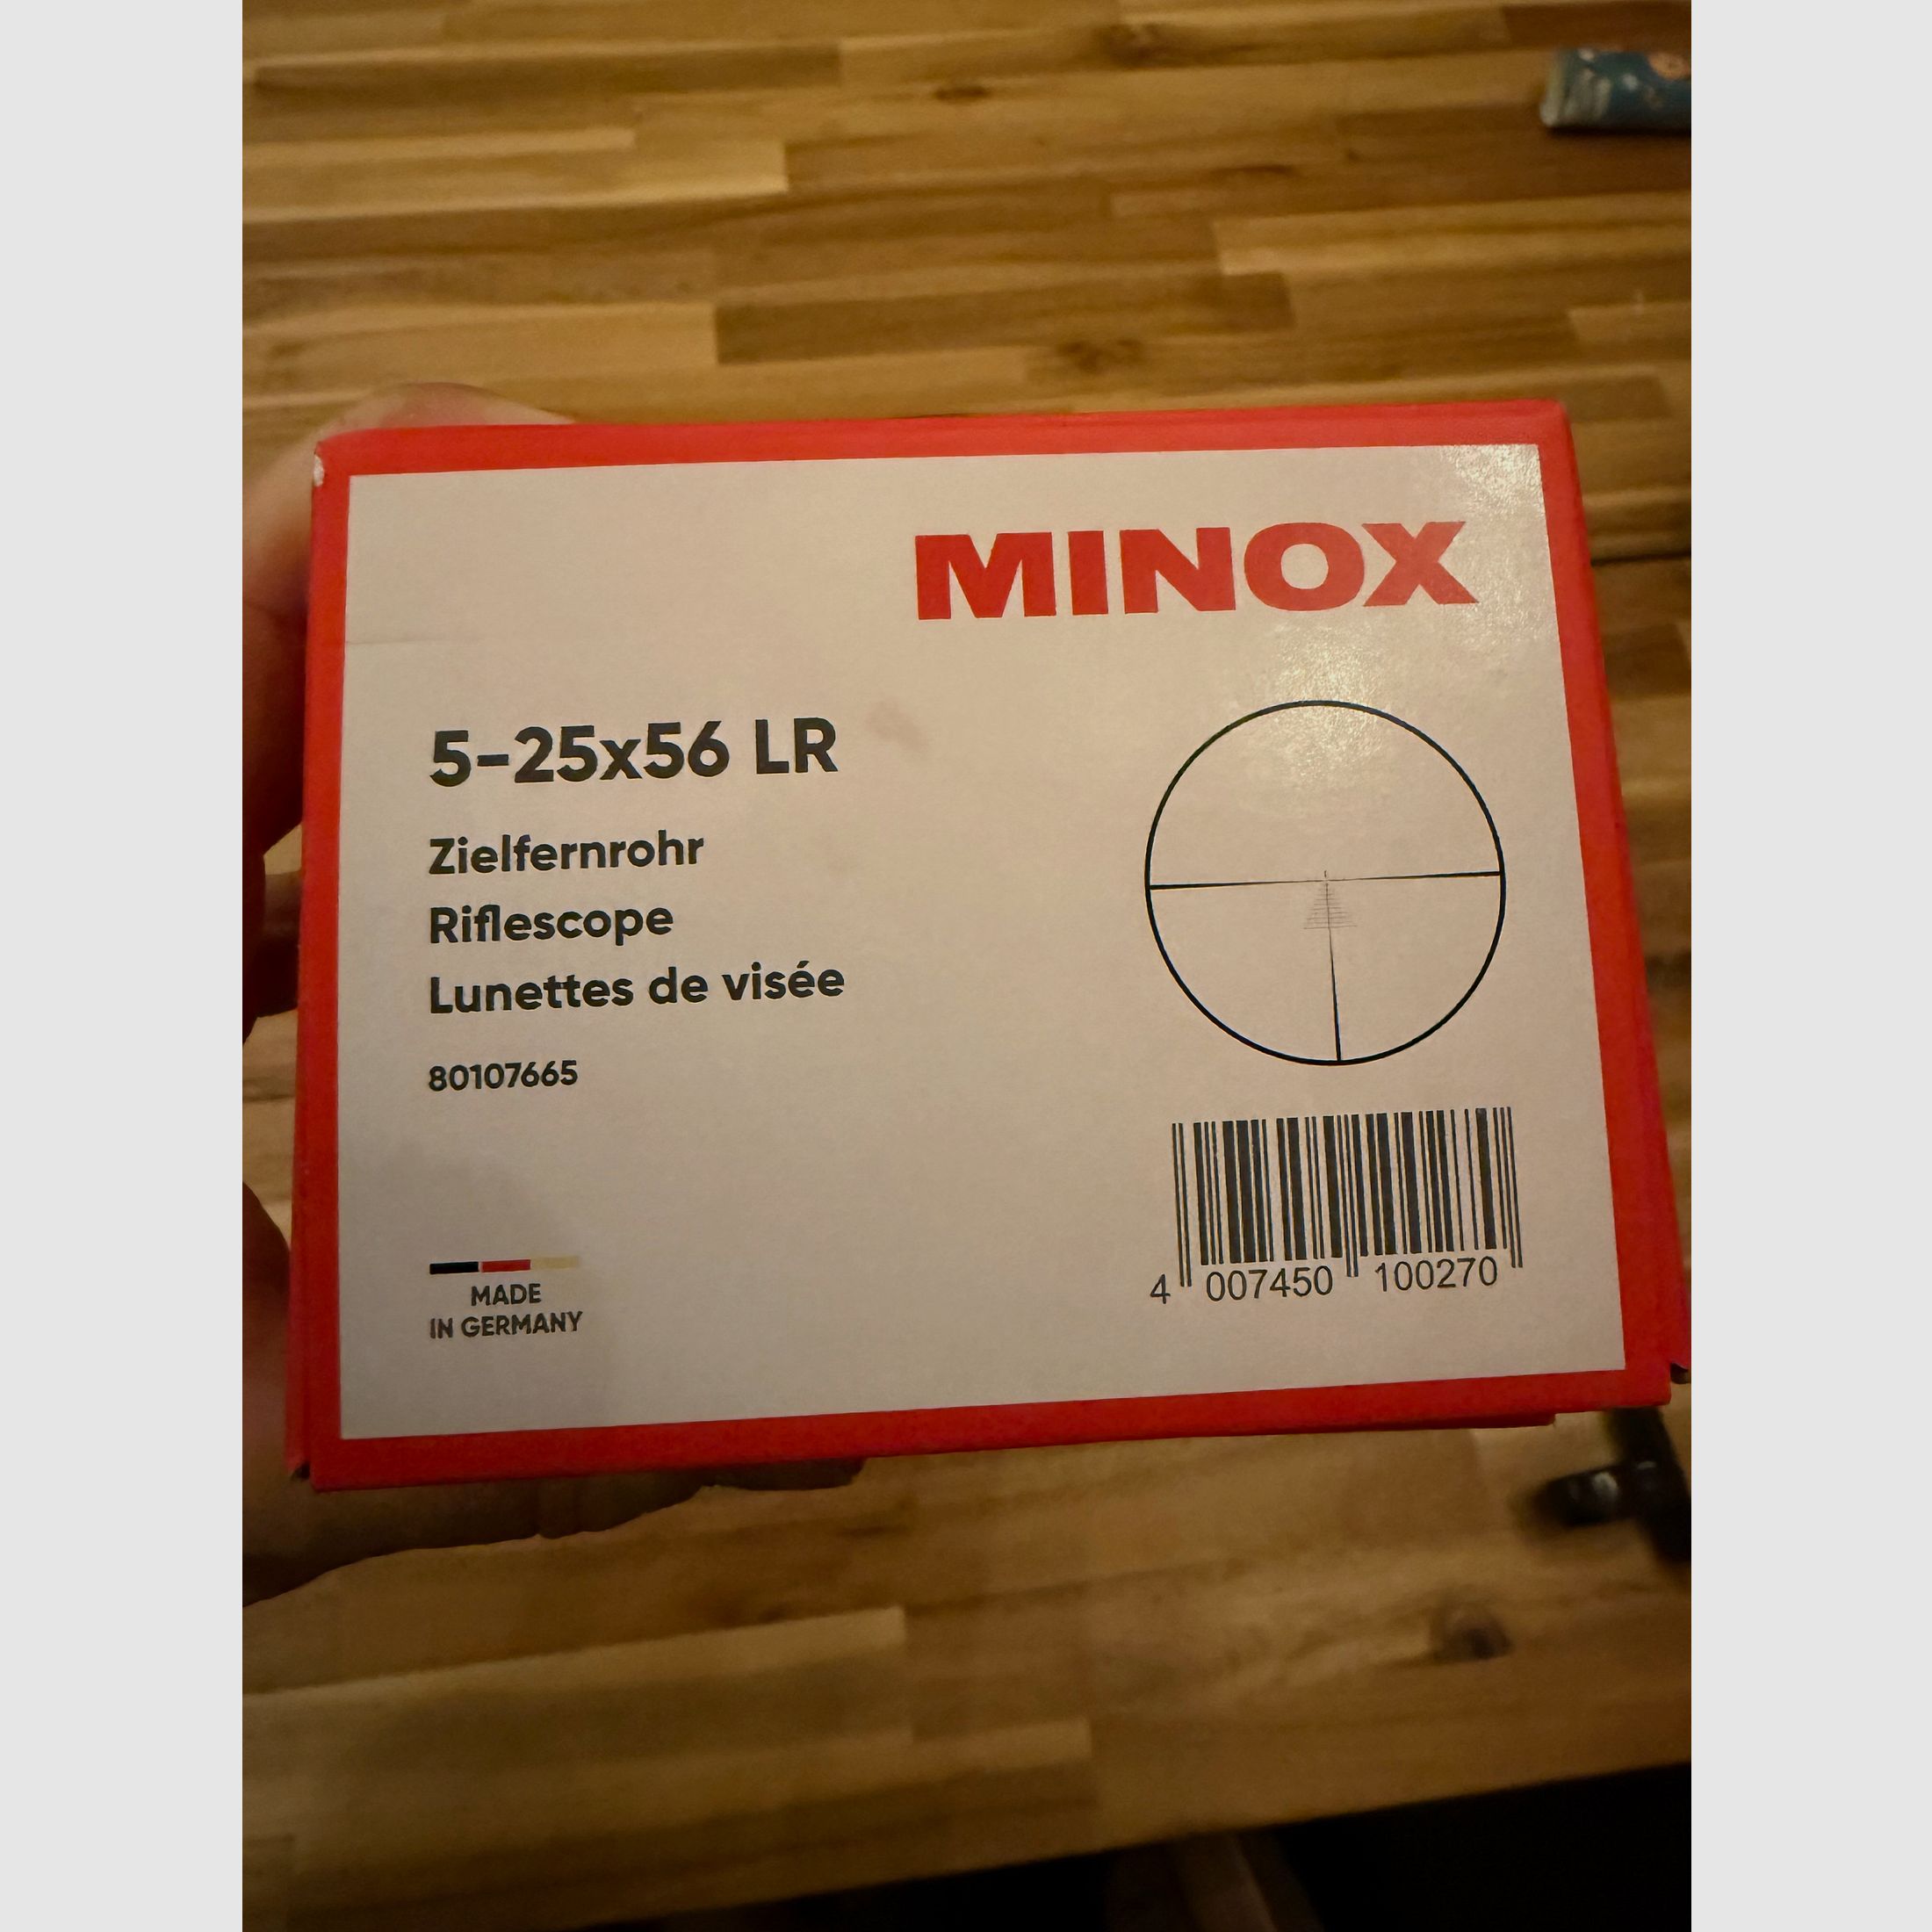 MINOX
5-25x56 LR
Zielfernrohr
Riflescope
Lunettes de visée
80107665
MADE
IN GERMANY
4 007450 100270